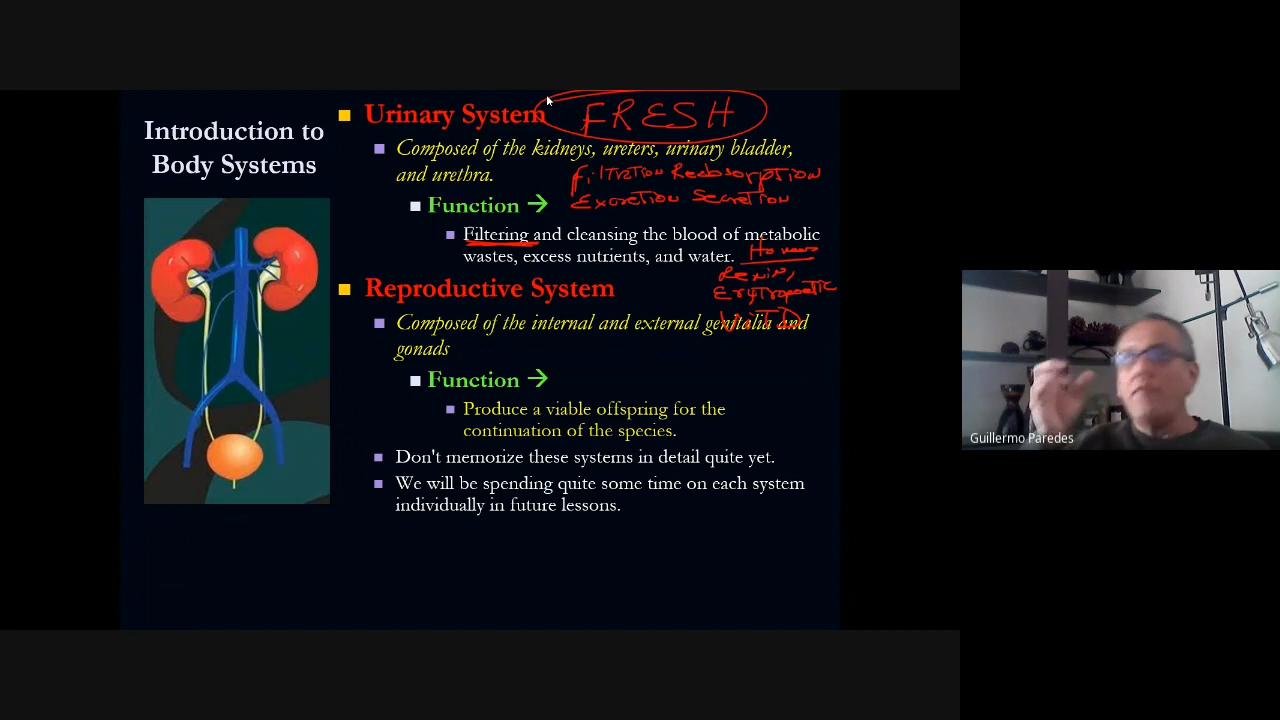 Introduction to
Body Systems
Urinary System
FRESH
Composed of the kidneys, ureters, urinary bladder,
and urethra.
Filtration Reabsorption
Excretion Secretion
Function →
Filtering and cleansing the blood of metabolic
wastes, excess nutrients, and water.
Renin,
Reproductive System
Vit D
Composed of the internal and external genitalia and
gonads
Function →
Produce a viable offspring for the
continuation of the species.
Don't memorize these systems in detail quite yet.
We will be spending quite some time on each system
individually in future lessons.
Guillermo Paredes